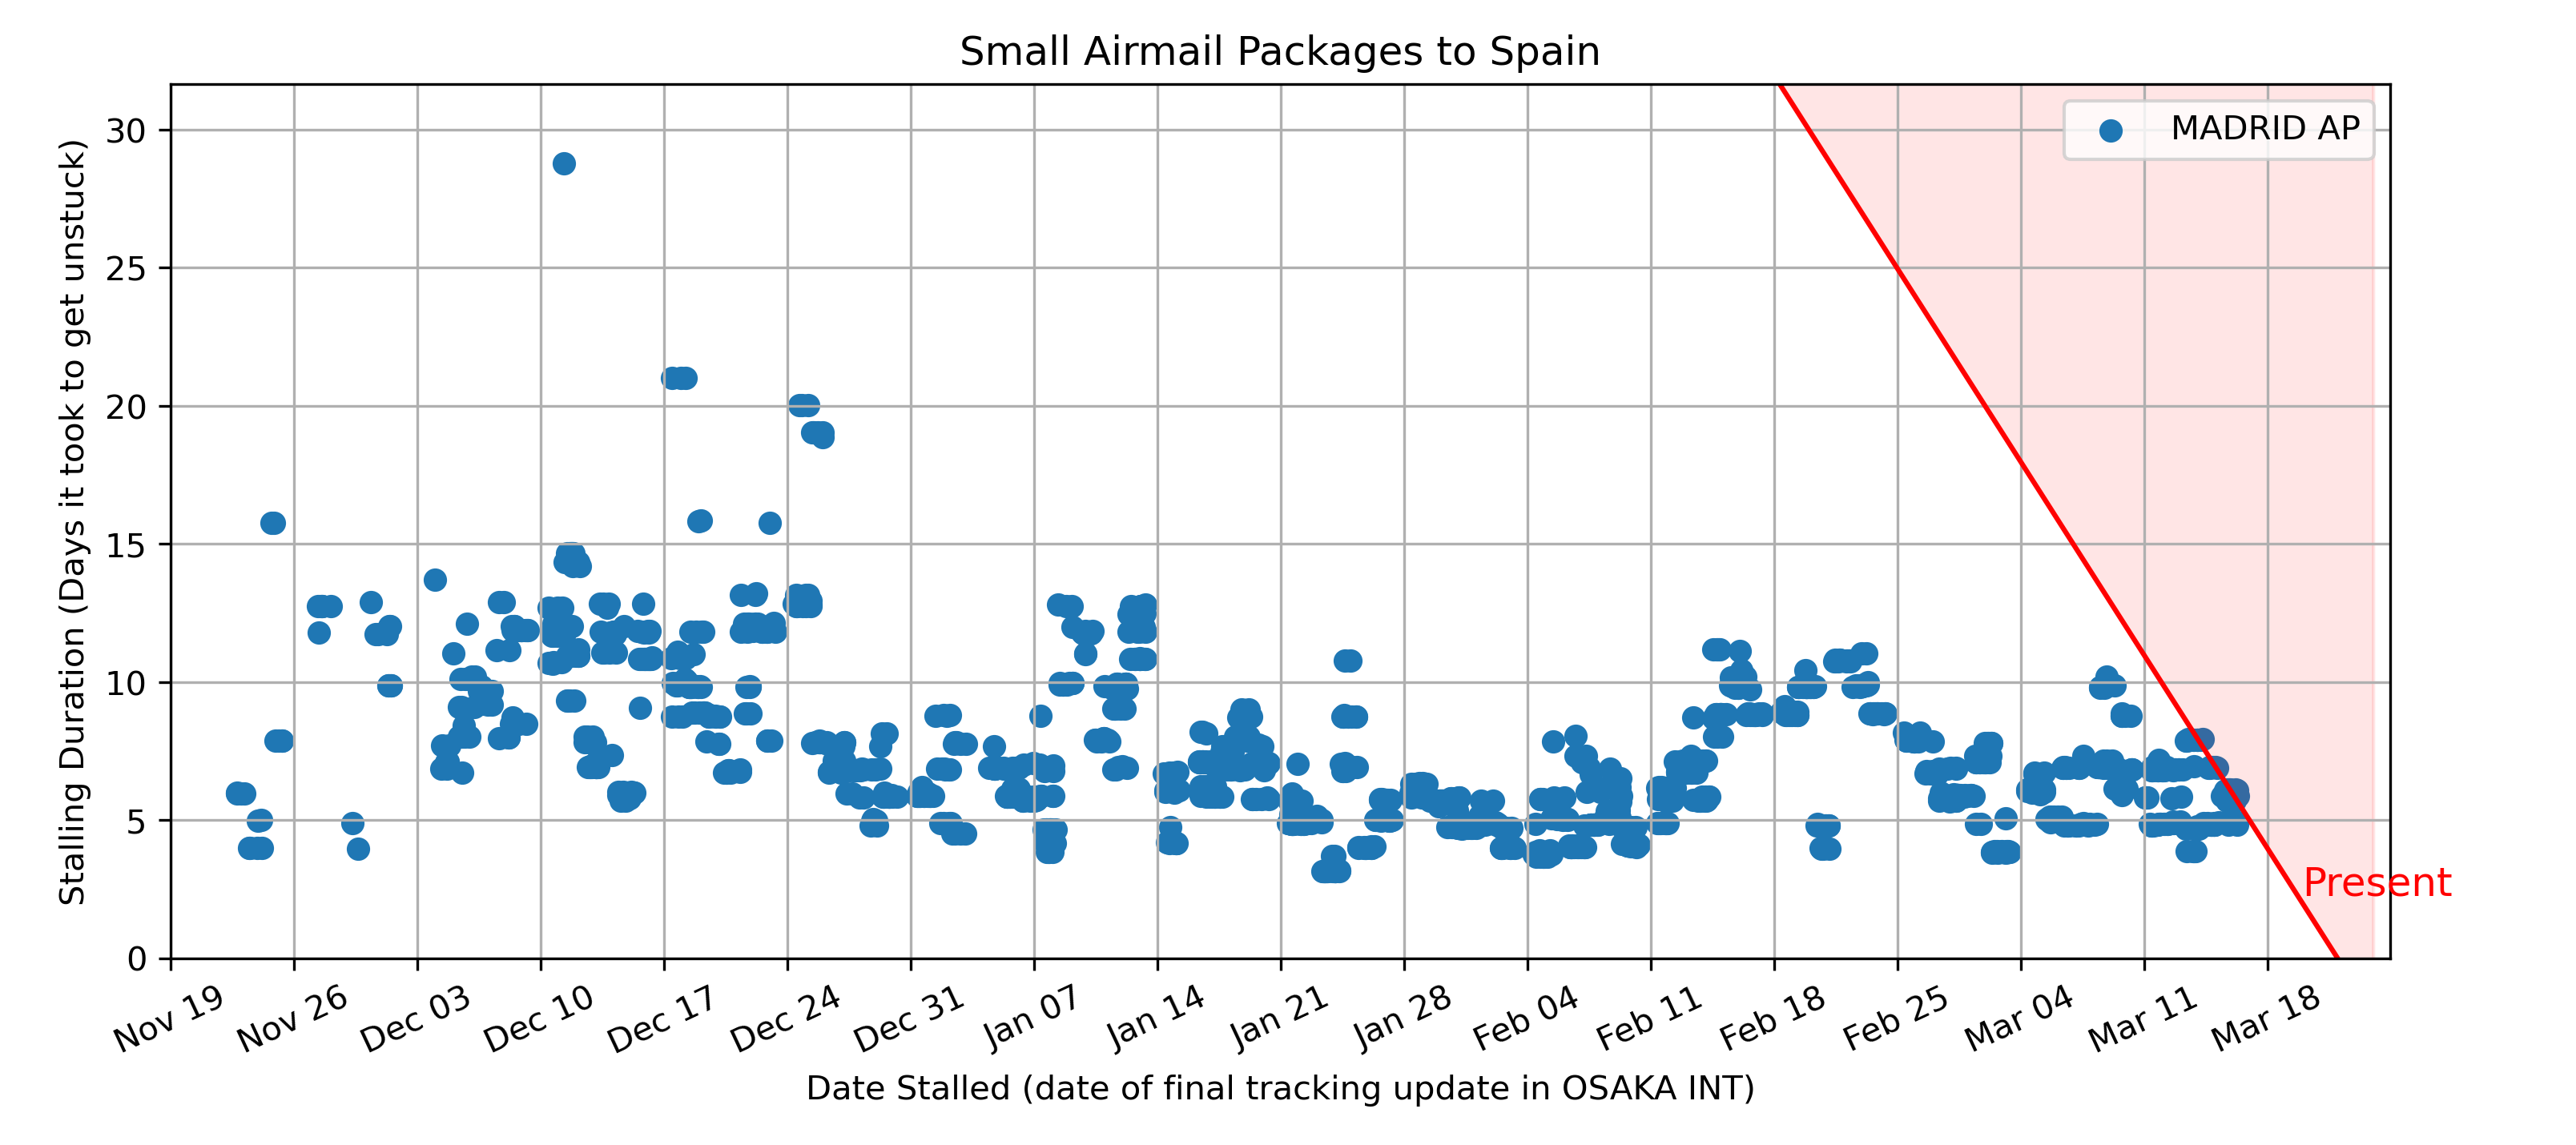 Small Airmail Packages to Spain
MADRID AP
Stalling Duration (Days it took to get unstuck)
30
25
20
15
10
5
0
Present
Nov 19
Nov 26
Dec 03
Dec 10
Dec 17
Dec 24
Dec 31
Jan 07
Jan 14
Jan 21
Jan 28
Feb 04
Feb 11
Feb 18
Feb 25
Mar 04
Mar 11
Mar 18
Date Stalled (date of final tracking update in OSAKA INT)